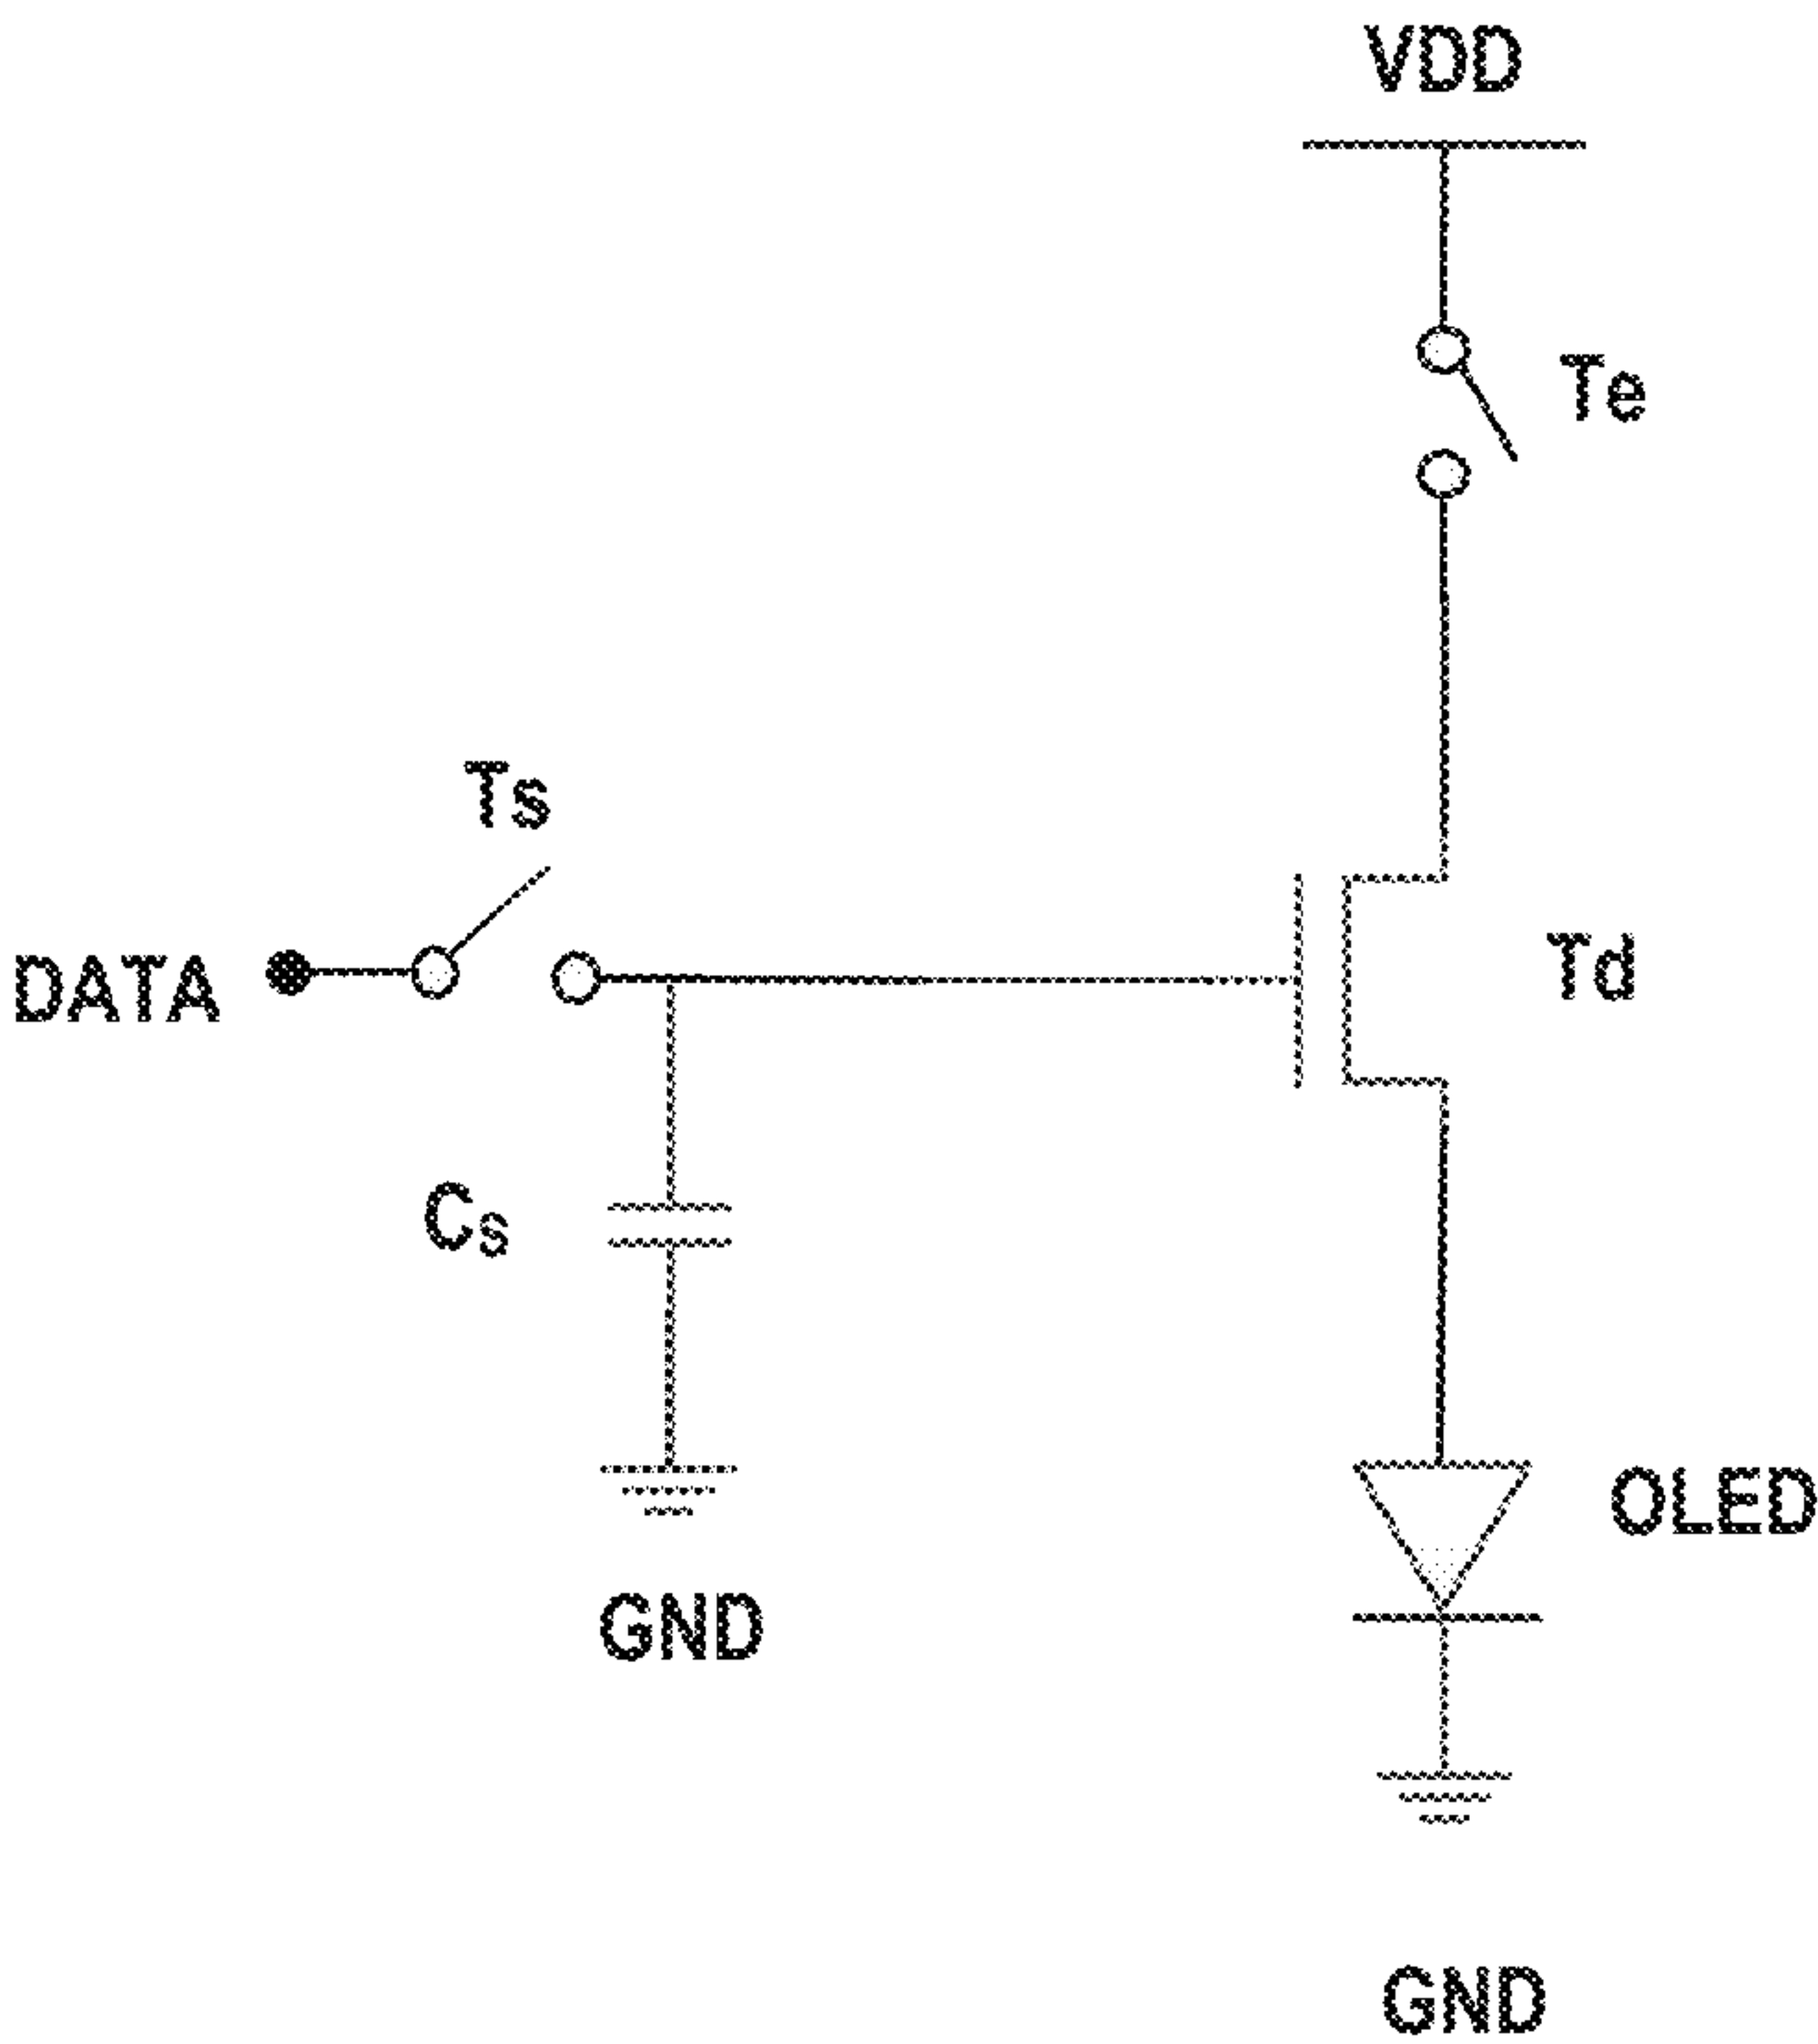 VDD
Te
Ts
DATA
Td
Cs
OLED
GND
GND